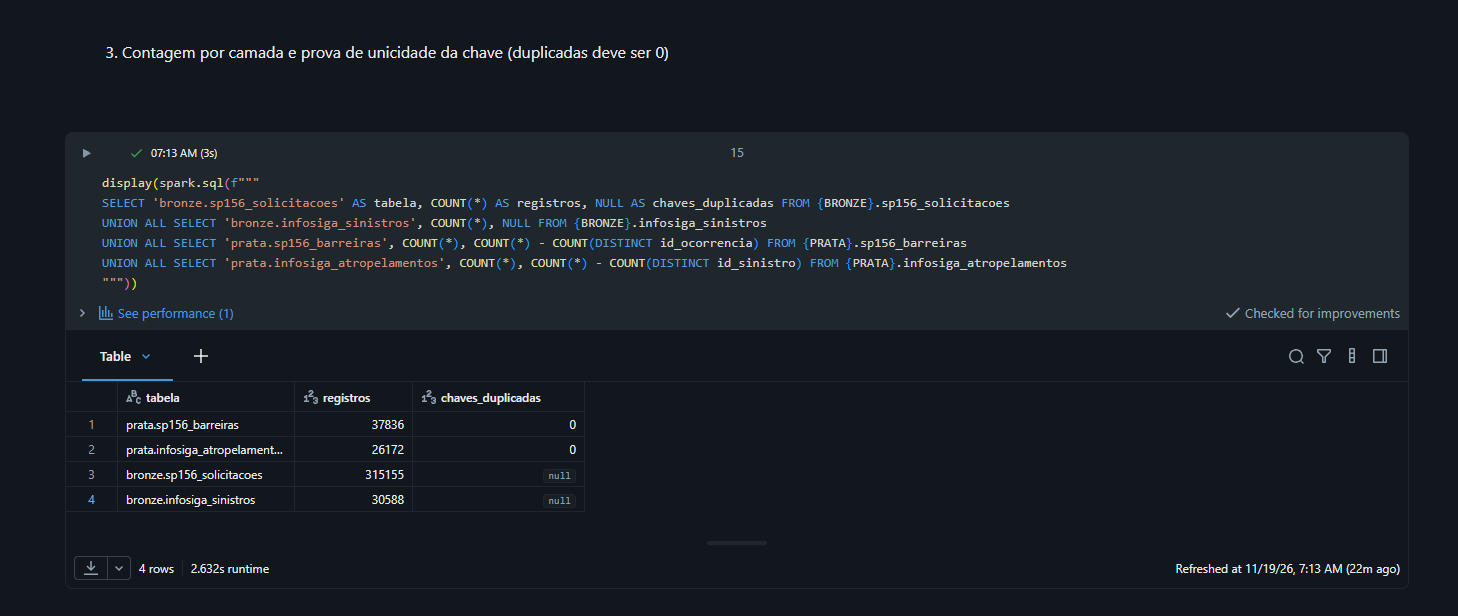 3. Contagem por camada e prova de unicidade da chave (duplicadas deve ser 0)
07:13 AM (3s)
15
display(spark.sql(f"""
SELECT 'bronze.sp156_solicitacoes' AS tabela, COUNT(*) AS registros, NULL AS chaves_duplicadas FROM {BRONZE}.sp156_solicitacoes
UNION ALL SELECT 'bronze.infosiga_sinistros', COUNT(*), NULL FROM {BRONZE}.infosiga_sinistros
UNION ALL SELECT 'prata.sp156_barreiras', COUNT(*), COUNT(*) - COUNT(DISTINCT id_ocorrencia) FROM {PRATA}.sp156_barreiras
UNION ALL SELECT 'prata.infosiga_atropelamentos', COUNT(*), COUNT(*) - COUNT(DISTINCT id_sinistro) FROM {PRATA}.infosiga_atropelamentos
"""))
See performance (1)
Checked for improvements
Table
tabela registros chaves_duplicadas
1 prata.sp156_barreiras 37836 0
2 prata.infosiga_atropelament... 26172 0
3 bronze.sp156_solicitacoes 315155 null
4 bronze.infosiga_sinistros 30588 null
4 rows 2.632s runtime
Refreshed at 11/19/26, 7:13 AM (22m ago)